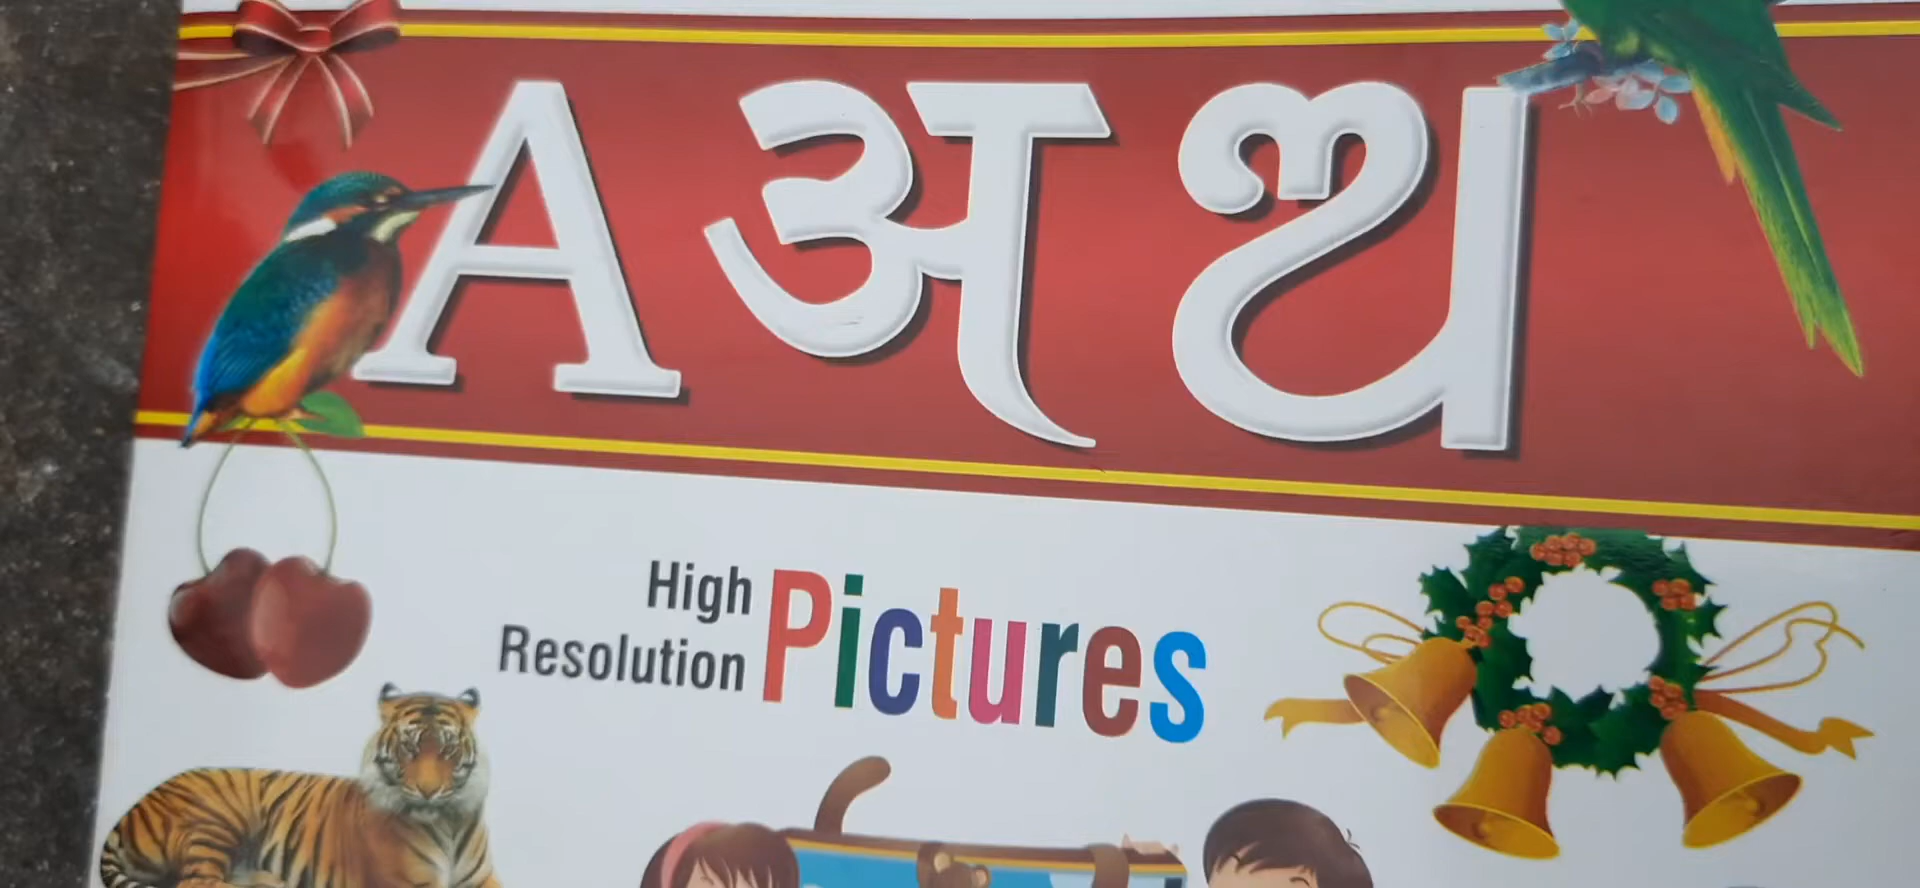 A अ ଅ
High
Resolution Pictures